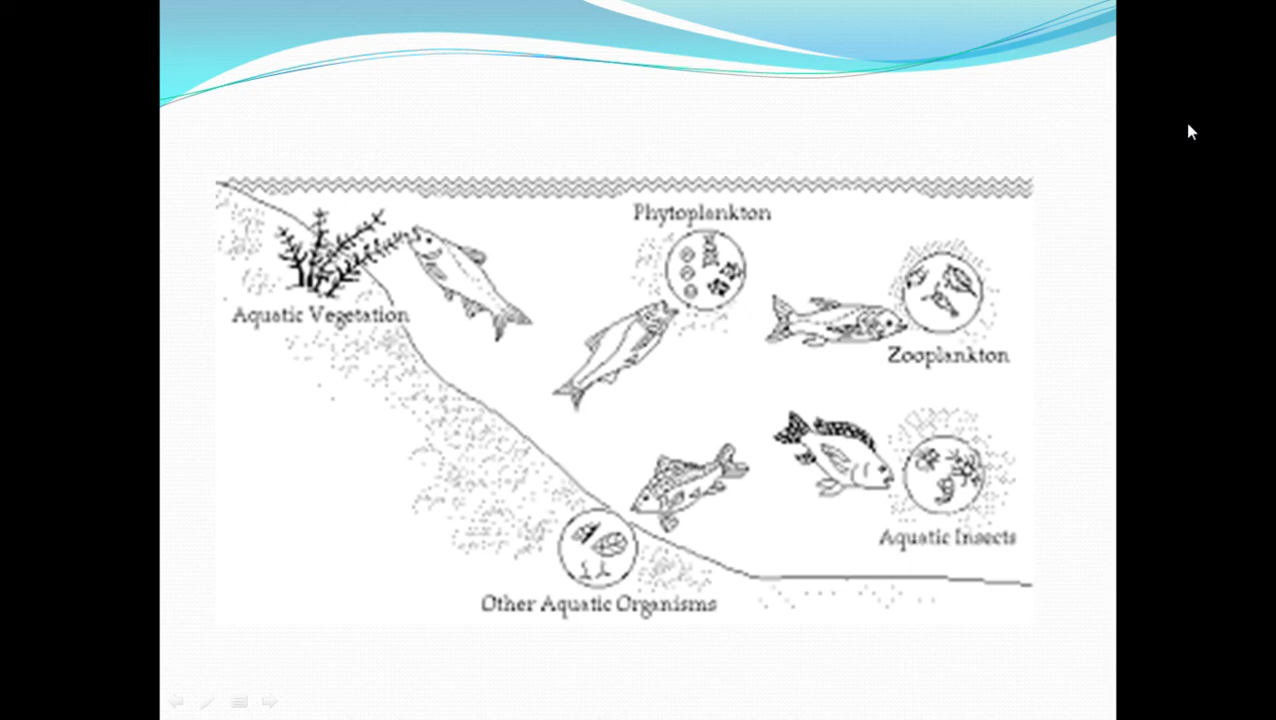 Phytoplankton
Aquatic Vegetation
Zooplankton
Aquatic Insects
Other Aquatic Organisms